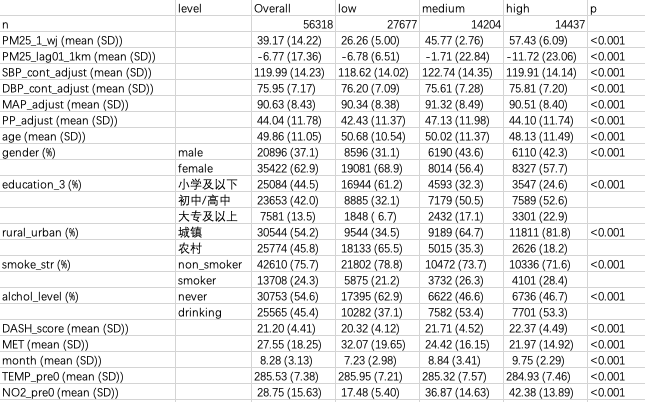 level Overall low medium high p
n 56318 27677 14204 14437
PM25_1_wj (mean (SD)) 39.17 (14.22) 26.26 (5.00) 45.77 (2.76) 57.43 (6.09) <0.001
PM25_lag01_1km (mean (SD)) -6.77 (17.36) -6.78 (6.51) -1.71 (22.84) -11.72 (23.06) <0.001
SBP_cont_adjust (mean (SD)) 119.99 (14.23) 118.62 (14.02) 122.74 (14.35) 119.91 (14.14) <0.001
DBP_cont_adjust (mean (SD)) 75.95 (7.17) 76.20 (7.09) 75.61 (7.28) 75.81 (7.20) <0.001
MAP_adjust (mean (SD)) 90.63 (8.43) 90.34 (8.38) 91.32 (8.49) 90.51 (8.40) <0.001
PP_adjust (mean (SD)) 44.04 (11.78) 42.43 (11.37) 47.13 (11.98) 44.10 (11.74) <0.001
age (mean (SD)) 49.86 (11.05) 50.68 (10.54) 50.02 (11.37) 48.13 (11.49) <0.001
gender (%) male 20896 (37.1) 8596 (31.1) 6190 (43.6) 6110 (42.3) <0.001
female 35422 (62.9) 19081 (68.9) 8014 (56.4) 8327 (57.7)
education_3 (%) 小学及以下 25084 (44.5) 16944 (61.2) 4593 (32.3) 3547 (24.6) <0.001
初中/高中 23653 (42.0) 8885 (32.1) 7179 (50.5) 7589 (52.6)
大专及以上 7581 (13.5) 1848 ( 6.7) 2432 (17.1) 3301 (22.9)
rural_urban (%) 城镇 30544 (54.2) 9544 (34.5) 9189 (64.7) 11811 (81.8) <0.001
农村 25774 (45.8) 18133 (65.5) 5015 (35.3) 2626 (18.2)
smoke_str (%) non_smoker 42610 (75.7) 21802 (78.8) 10472 (73.7) 10336 (71.6) <0.001
smoker 13708 (24.3) 5875 (21.2) 3732 (26.3) 4101 (28.4)
alchol_level (%) never 30753 (54.6) 17395 (62.9) 6622 (46.6) 6736 (46.7) <0.001
drinking 25565 (45.4) 10282 (37.1) 7582 (53.4) 7701 (53.3)
DASH_score (mean (SD)) 21.20 (4.41) 20.32 (4.12) 21.71 (4.52) 22.37 (4.49) <0.001
MET (mean (SD)) 27.55 (18.25) 32.07 (19.65) 24.42 (16.15) 21.97 (14.92) <0.001
month (mean (SD)) 8.28 (3.13) 7.23 (2.98) 8.84 (3.41) 9.75 (2.29) <0.001
TEMP_pre0 (mean (SD)) 285.53 (7.38) 285.95 (7.21) 285.32 (7.57) 284.93 (7.46) <0.001
NO2_pre0 (mean (SD)) 28.75 (15.63) 17.48 (5.40) 36.87 (14.63) 42.38 (13.89) <0.001